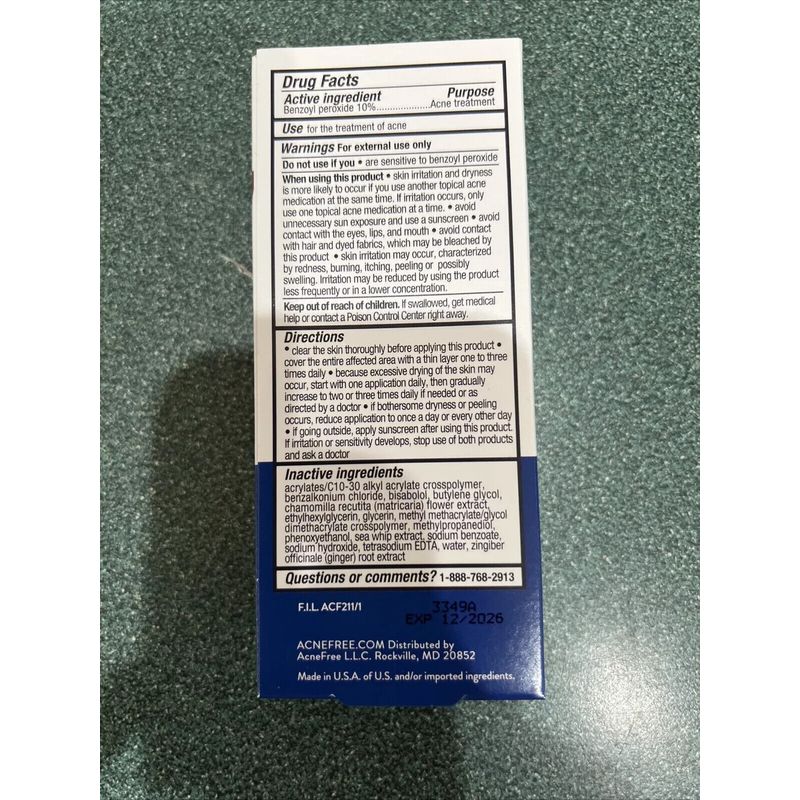 Drug Facts
Active ingredient Purpose
Benzoyl peroxide 10%....................Acne treatment
Use for the treatment of acne
Warnings For external use only
Do not use if you • are sensitive to benzoyl peroxide
When using this product • skin irritation and dryness
is more likely to occur if you use another topical acne
medication at the same time. If irritation occurs, only
use one topical acne medication at a time. • avoid
unnecessary sun exposure and use a sunscreen • avoid
contact with the eyes, lips, and mouth • avoid contact
with hair and dyed fabrics, which may be bleached by
this product • skin irritation may occur, characterized
by redness, burning, itching, peeling or possibly
swelling. Irritation may be reduced by using the product
less frequently or in a lower concentration.
Keep out of reach of children. If swallowed, get medical
help or contact a Poison Control Center right away.
Directions
• clear the skin thoroughly before applying this product •
cover the entire affected area with a thin layer one to three
times daily • because excessive drying of the skin may
occur, start with one application daily, then gradually
increase to two or three times daily if needed or as
directed by a doctor • if bothersome dryness or peeling
occurs, reduce application to once a day or every other day
• if going outside, apply sunscreen after using this product.
If irritation or sensitivity develops, stop use of both products
and ask a doctor
Inactive ingredients
acrylates/C10-30 alkyl acrylate crosspolymer,
benzalkonium chloride, bisabolol, butylene glycol,
chamomilla recutita (matricaria) flower extract,
ethylhexylglycerin, glycerin, methyl methacrylate/glycol
dimethacrylate crosspolymer, methylpropanediol,
phenoxyethanol, sea whip extract, sodium benzoate,
sodium hydroxide, tetrasodium EDTA, water, zingiber
officinale (ginger) root extract
Questions or comments? 1-888-768-2913
F.I.L. ACF211/1
3349A
EXP 12/2026
ACNEFREE.COM Distributed by
AcneFree L.L.C. Rockville, MD 20852
Made in U.S.A. of U.S. and/or imported ingredients.